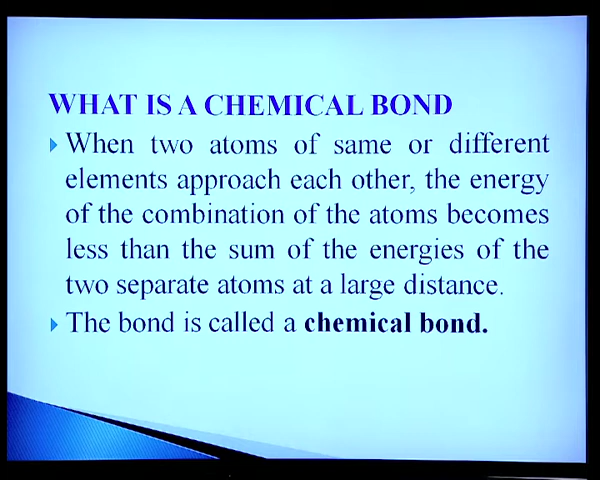 WHAT IS A CHEMICAL BOND
When two atoms of same or different
elements approach each other, the energy
of the combination of the atoms becomes
less than the sum of the energies of the
two separate atoms at a large distance.
The bond is called a chemical bond.